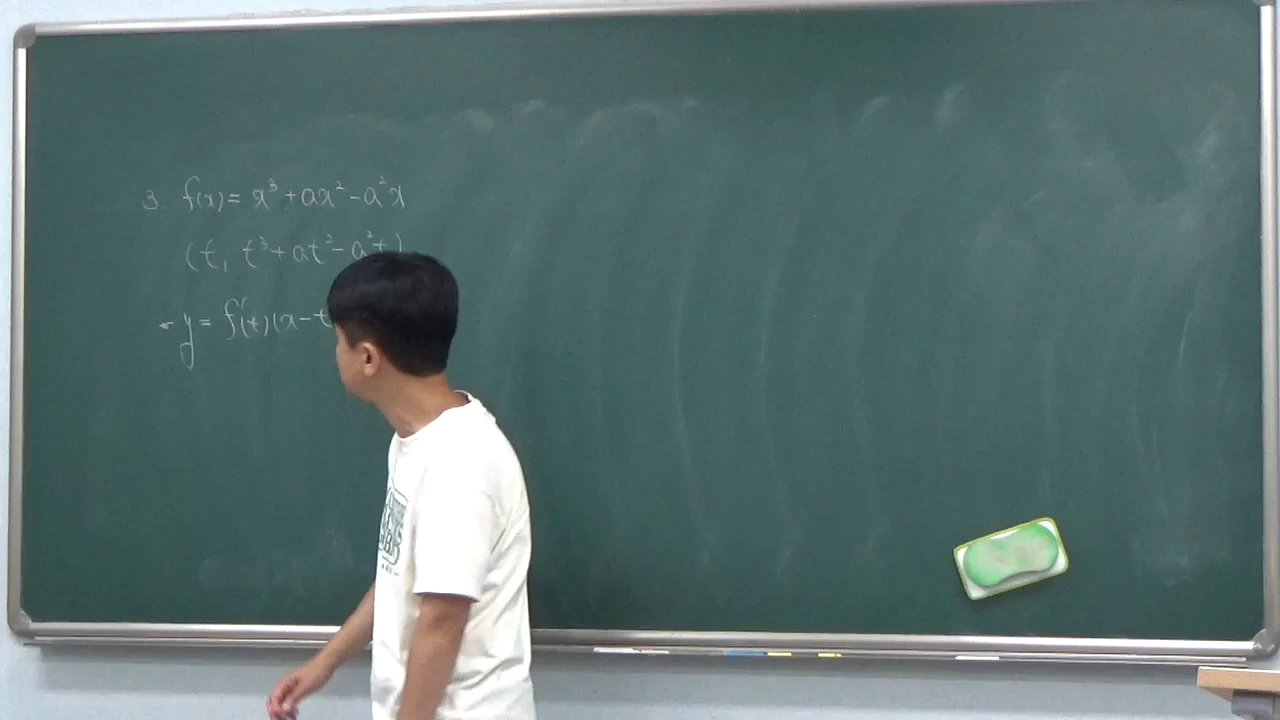 3. f(x) = x³ + ax² - a²x
(t, t³ + at² - a²t)
y = f'(t)(x - t